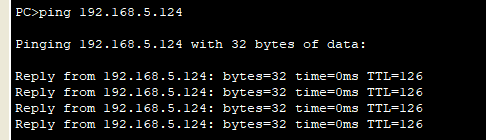 PC>ping 192.168.5.124
Pinging 192.168.5.124 with 32 bytes of data:
Reply from 192.168.5.124: bytes=32 time=0ms TTL=126
Reply from 192.168.5.124: bytes=32 time=0ms TTL=126
Reply from 192.168.5.124: bytes=32 time=0ms TTL=126
Reply from 192.168.5.124: bytes=32 time=0ms TTL=126